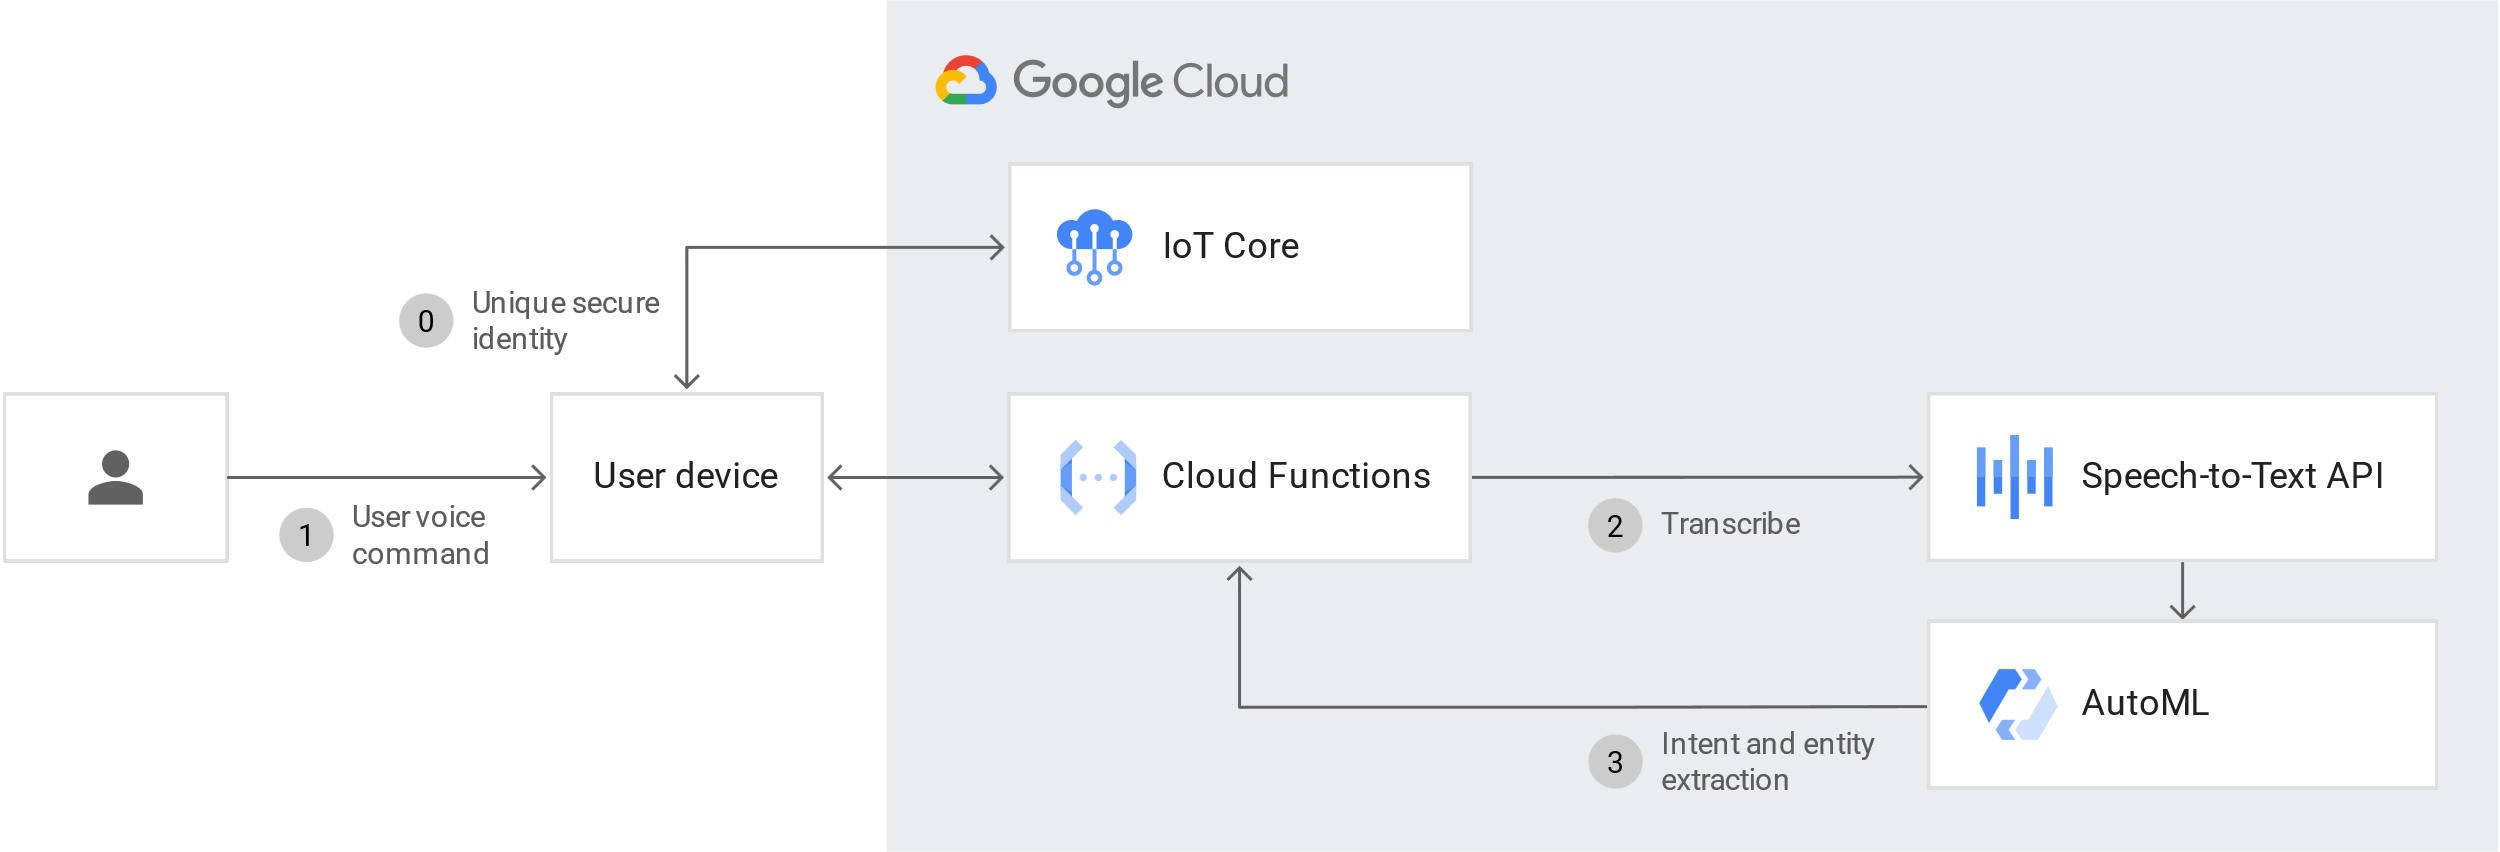 Google Cloud
IoT Core
0
Unique secure
identity
User device
Cloud Functions
Speech-to-Text API
1
User voice
command
2
Transcribe
AutoML
3
Intent and entity
extraction